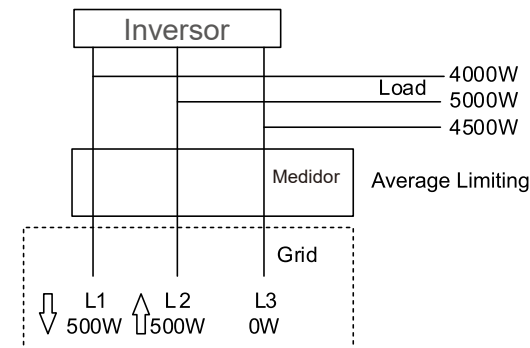 Inversor
4000W
Load
5000W
4500W
Medidor
Average Limiting
Grid
L1 L2 L3
500W 500W 0W